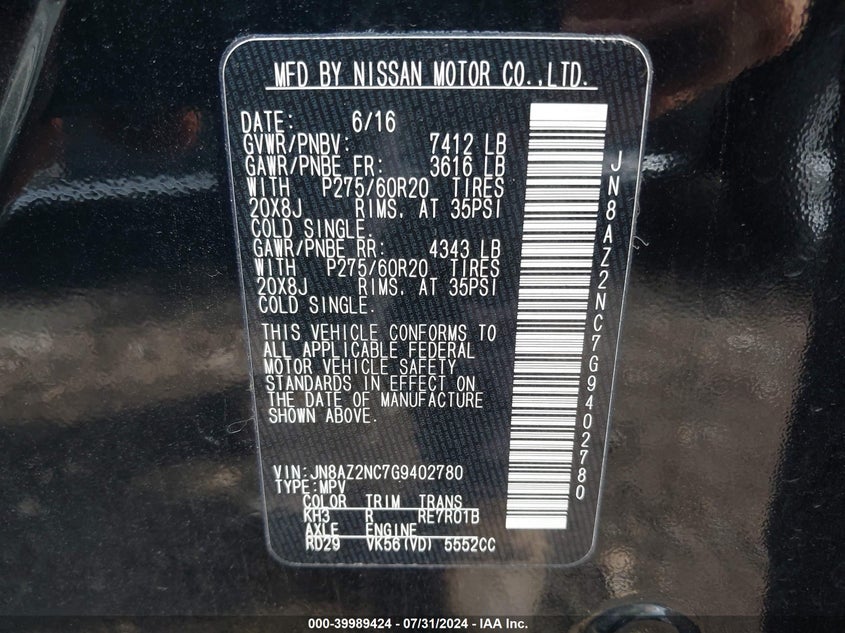 MFD BY NISSAN MOTOR CO.,LTD.
DATE: 6/16
GVWR/PNBV: 7412 LB
GAWR/PNBE FR: 3616 LB
WITH P275/60R20 TIRES
20X8J RIMS, AT 35PSI
COLD SINGLE.
GAWR/PNBE RR: 4343 LB
WITH P275/60R20 TIRES
20X8J RIMS, AT 35PSI
COLD SINGLE.
THIS VEHICLE CONFORMS TO
ALL APPLICABLE FEDERAL
MOTOR VEHICLE SAFETY
STANDARDS IN EFFECT ON
THE DATE OF MANUFACTURE
SHOWN ABOVE.
VIN:JN8AZ2NC7G9402780
TYPE:MPV
COLOR TRIM TRANS
KH3 R RE7R01B
AXLE ENGINE
RD29 VK56(VD) 5552CC
JN8AZ2NC7G9402780
000-39989424 - 07/31/2024 - IAA Inc.